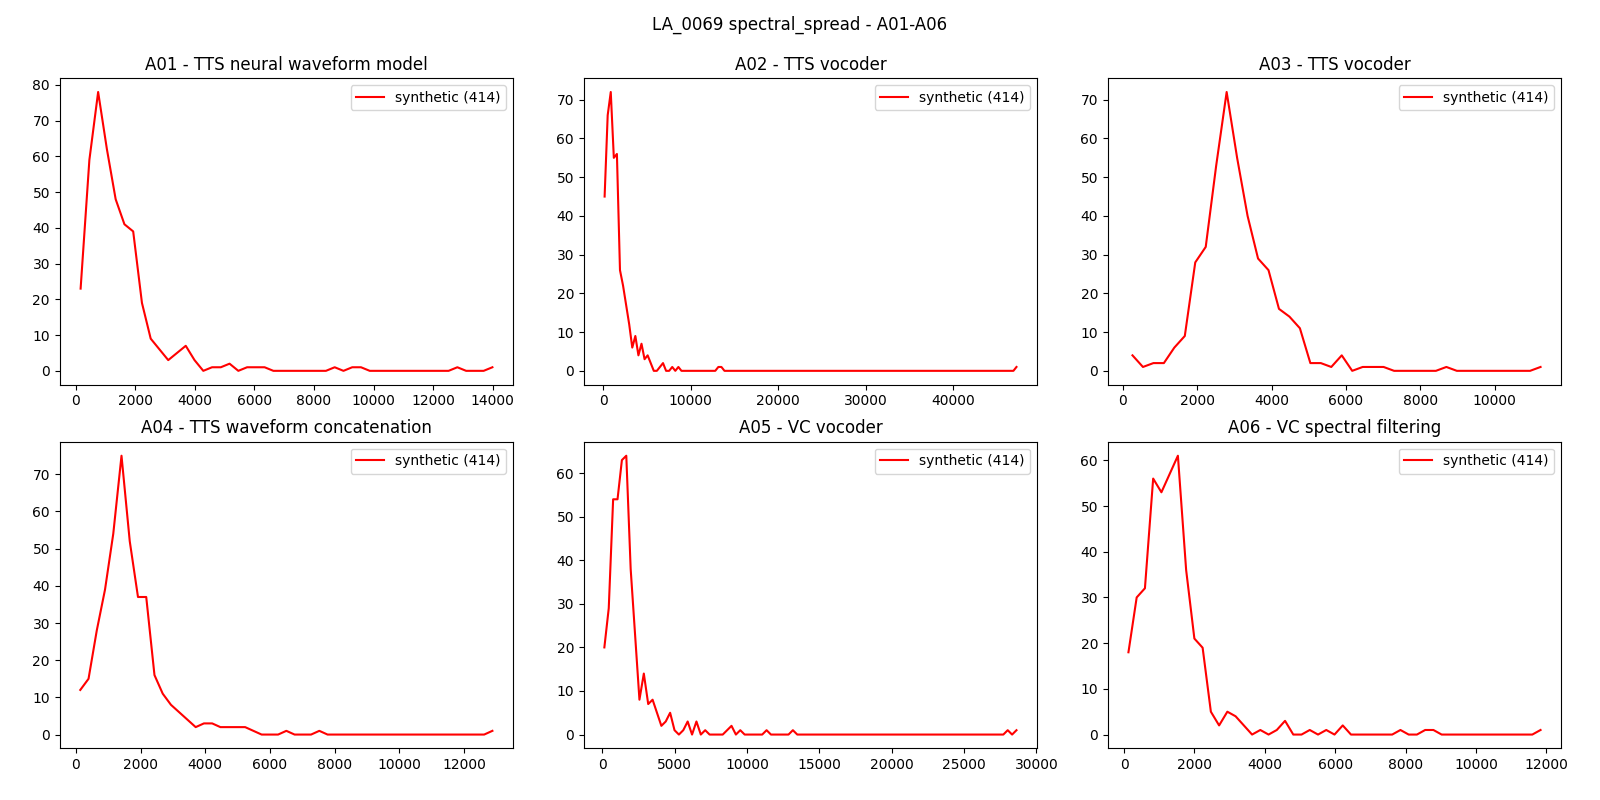 LA_0069 spectral_spread - A01-A06
A01 - TTS neural waveform model
synthetic (414)
80
70
60
50
40
30
20
10
0
0 2000 4000 6000 8000 10000 12000 14000
A02 - TTS vocoder
synthetic (414)
70
60
50
40
30
20
10
0
0 10000 20000 30000 40000
A03 - TTS vocoder
synthetic (414)
70
60
50
40
30
20
10
0
0 2000 4000 6000 8000 10000
A04 - TTS waveform concatenation
synthetic (414)
70
60
50
40
30
20
10
0
0 2000 4000 6000 8000 10000 12000
A05 - VC vocoder
synthetic (414)
60
50
40
30
20
10
0
0 5000 10000 15000 20000 25000 30000
A06 - VC spectral filtering
synthetic (414)
60
50
40
30
20
10
0
0 2000 4000 6000 8000 10000 12000